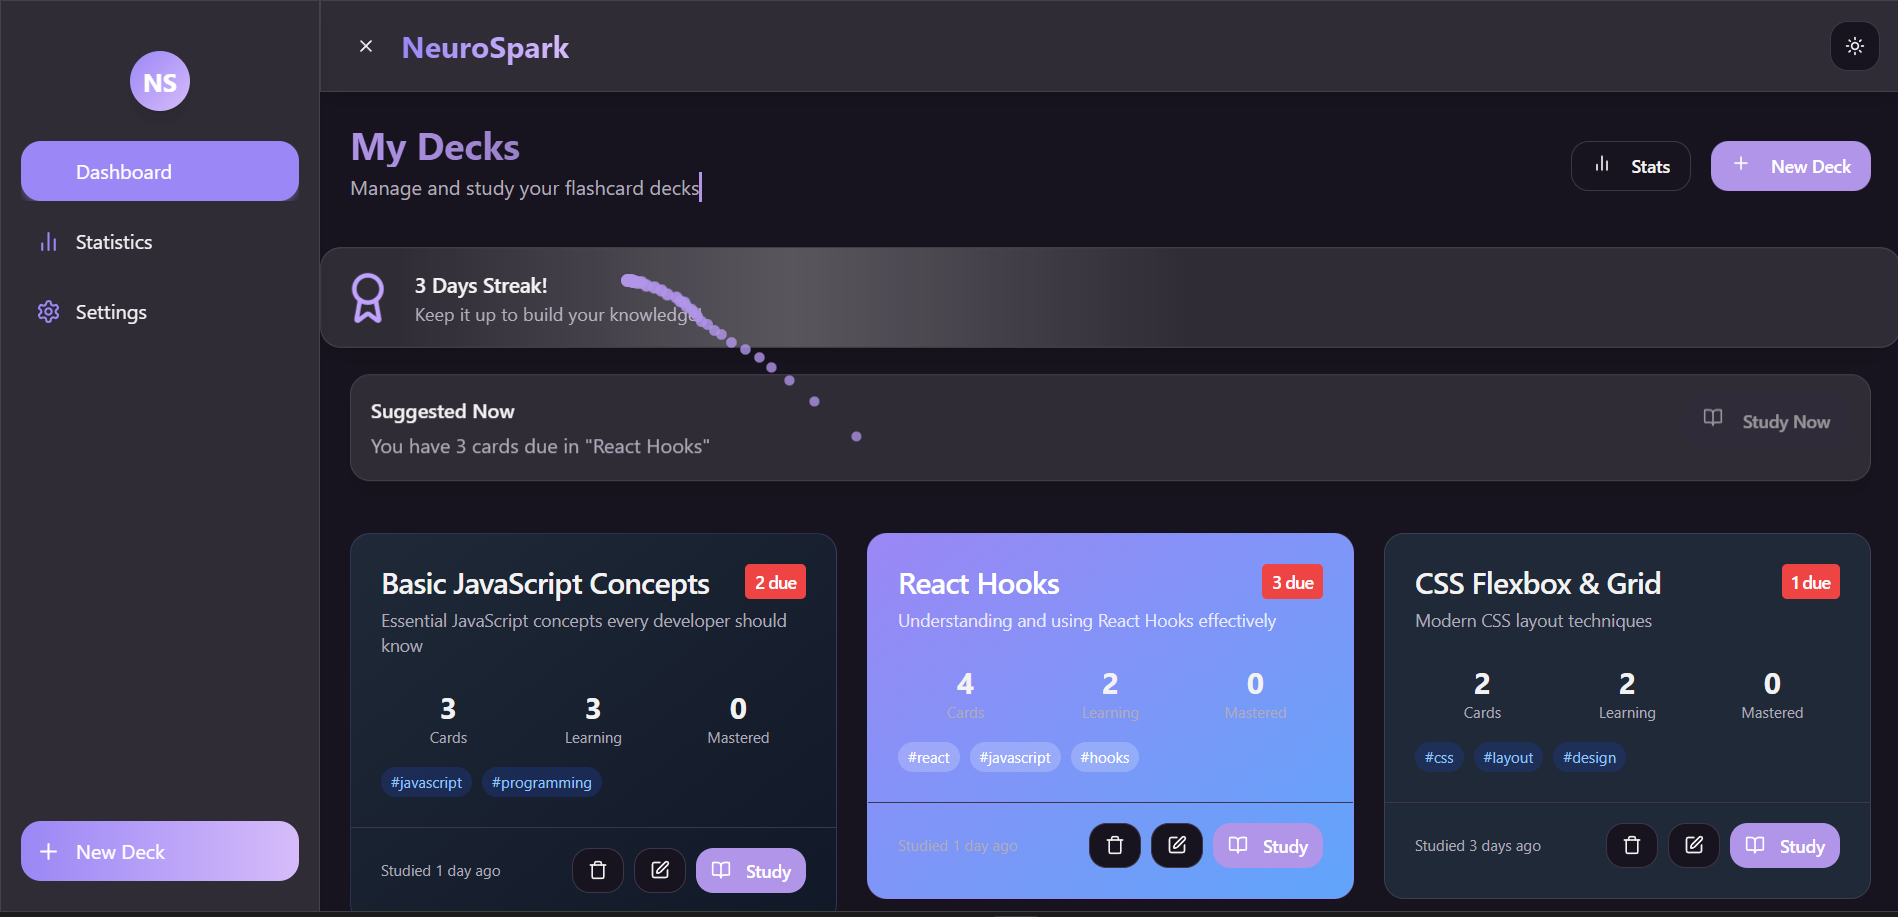 NS
Dashboard
Statistics
Settings
New Deck
NeuroSpark
My Decks
Manage and study your flashcard decks
Stats
New Deck
3 Days Streak!
Keep it up to build your knowledge!
Suggested Now
You have 3 cards due in "React Hooks"
Study Now
Basic JavaScript Concepts
2 due
Essential JavaScript concepts every developer should
know
3 3 0
Cards Learning Mastered
#javascript #programming
Studied 1 day ago
Study
React Hooks
3 due
Understanding and using React Hooks effectively
4 2 0
Cards Learning Mastered
#react #javascript #hooks
Studied 1 day ago
Study
CSS Flexbox & Grid
1 due
Modern CSS layout techniques
2 2 0
Cards Learning Mastered
#css #layout #design
Studied 3 days ago
Study